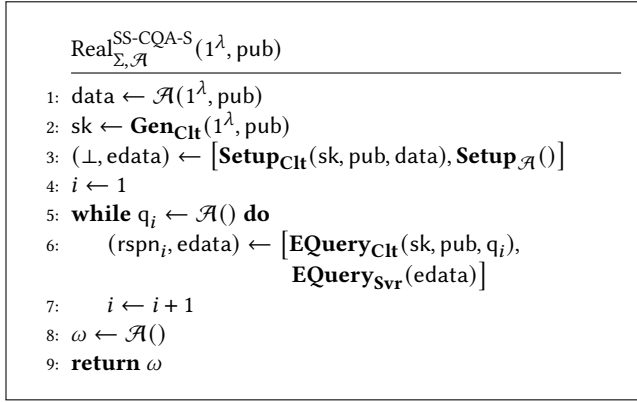 Real^{SS-CQA-S}_{Σ,𝒜}(1^λ, pub)
1: data ← 𝒜(1^λ, pub)
2: sk ← Gen_Clt(1^λ, pub)
3: (⊥, edata) ← [Setup_Clt(sk, pub, data), Setup_𝒜()]
4: i ← 1
5: while q_i ← 𝒜() do
6: (rspn_i, edata) ← [EQuery_Clt(sk, pub, q_i),
EQuery_Svr(edata)]
7: i ← i + 1
8: ω ← 𝒜()
9: return ω